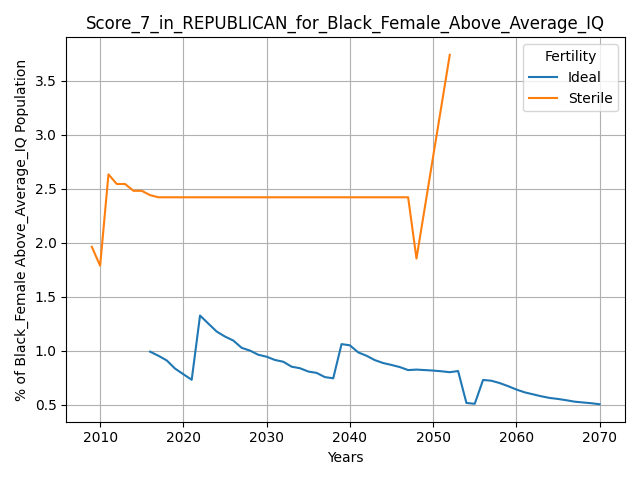 Score_7_in_REPUBLICAN_for_Black_Female_Above_Average_IQ
% of Black_Female Above_Average_IQ Population
3.5
3.0
2.5
2.0
1.5
1.0
0.5
Fertility
Ideal
Sterile
2010 2020 2030 2040 2050 2060 2070
Years